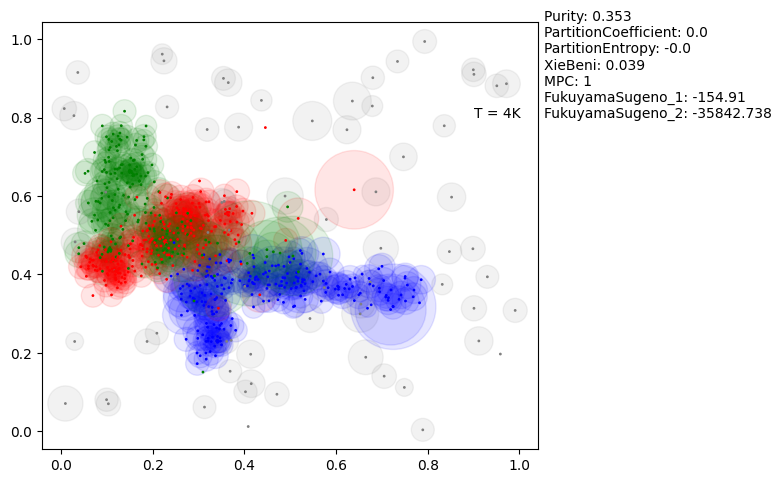 Purity: 0.353
PartitionCoefficient: 0.0
PartitionEntropy: -0.0
XieBeni: 0.039
MPC: 1
FukuyamaSugeno_1: -154.91
FukuyamaSugeno_2: -35842.738
T = 4K
1.0
0.8
0.6
0.4
0.2
0.0
0.0 0.2 0.4 0.6 0.8 1.0